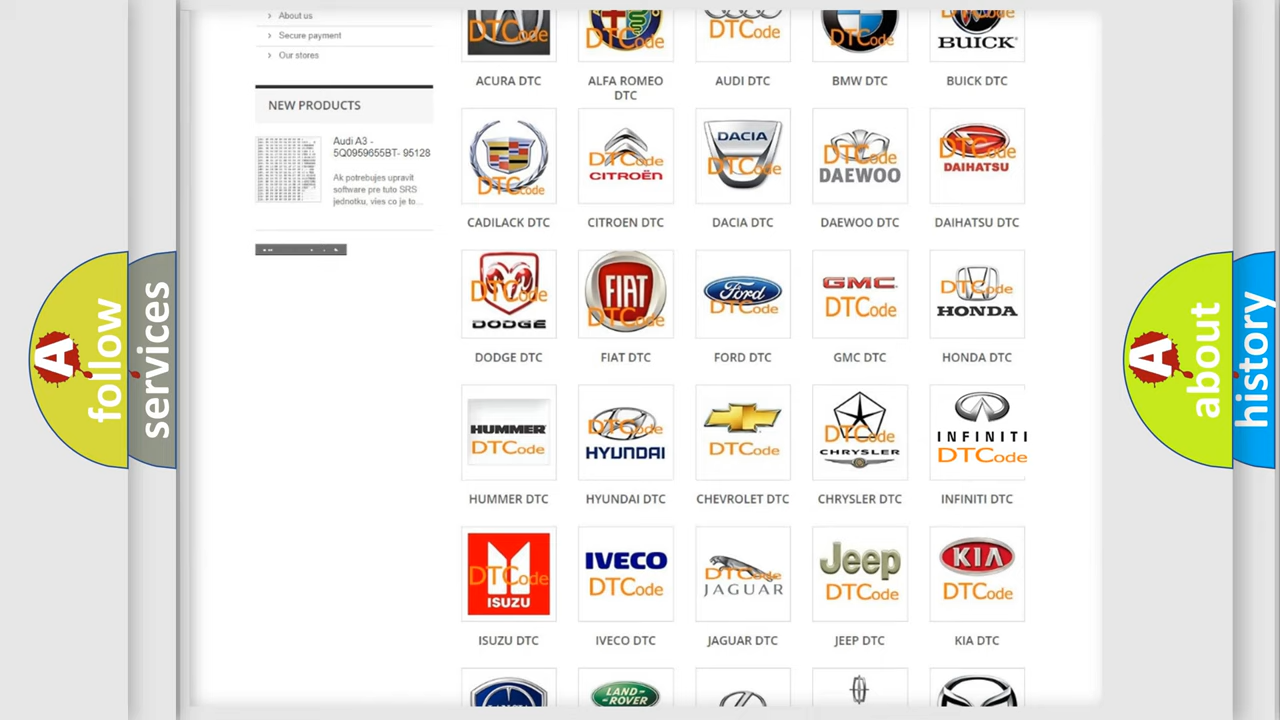 About us
Secure payment
Our stores
NEW PRODUCTS
Audi A3 -
5Q0959655BT- 95128
Ak potrebujes upravit
software pre tuto SRS
jednotku, vies co je to...
DTCode
DTCode
DTCode
DTCode
DTCode
BUICK
ACURA DTC
ALFA ROMEO
DTC
AUDI DTC
BMW DTC
BUICK DTC
DTCode
DTCode
CITROËN
DACIA
DTCode
DTCode
DAEWOO
DTCode
DAIHATSU
CADILACK DTC
CITROEN DTC
DACIA DTC
DAEWOO DTC
DAIHATSU DTC
DTCode
DODGE
FIAT
DTCode
Ford
DTCode
GMC
DTCode
DTCode
HONDA
DODGE DTC
FIAT DTC
FORD DTC
GMC DTC
HONDA DTC
HUMMER
DTCode
DTCode
HYUNDAI
DTCode
DTCode
CHRYSLER
INFINITI
DTCode
HUMMER DTC
HYUNDAI DTC
CHEVROLET DTC
CHRYSLER DTC
INFINITI DTC
DTCode
ISUZU
IVECO
DTCode
DTCode
JAGUAR
Jeep
DTCode
KIA
DTCode
ISUZU DTC
IVECO DTC
JAGUAR DTC
JEEP DTC
KIA DTC
LAND-
ROVER
A follow
services
A about
history